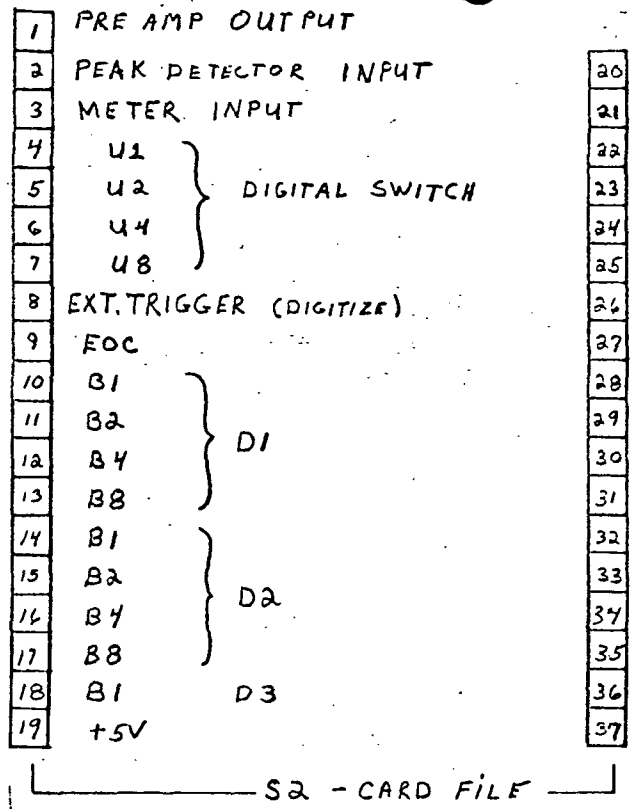 1 PRE AMP OUTPUT
2 PEAK DETECTOR INPUT 20
3 METER INPUT 21
4 U1 22
5 U2 DIGITAL SWITCH 23
6 U4 24
7 U8 25
8 EXT. TRIGGER (DIGITIZE) 26
9 EOC 27
10 B1 28
11 B2 29
D1
12 B4 30
13 B8 31
14 B1 32
15 B2 33
D2
16 B4 34
17 B8 35
18 B1 D3 36
19 +5V 37
S2 - CARD FILE